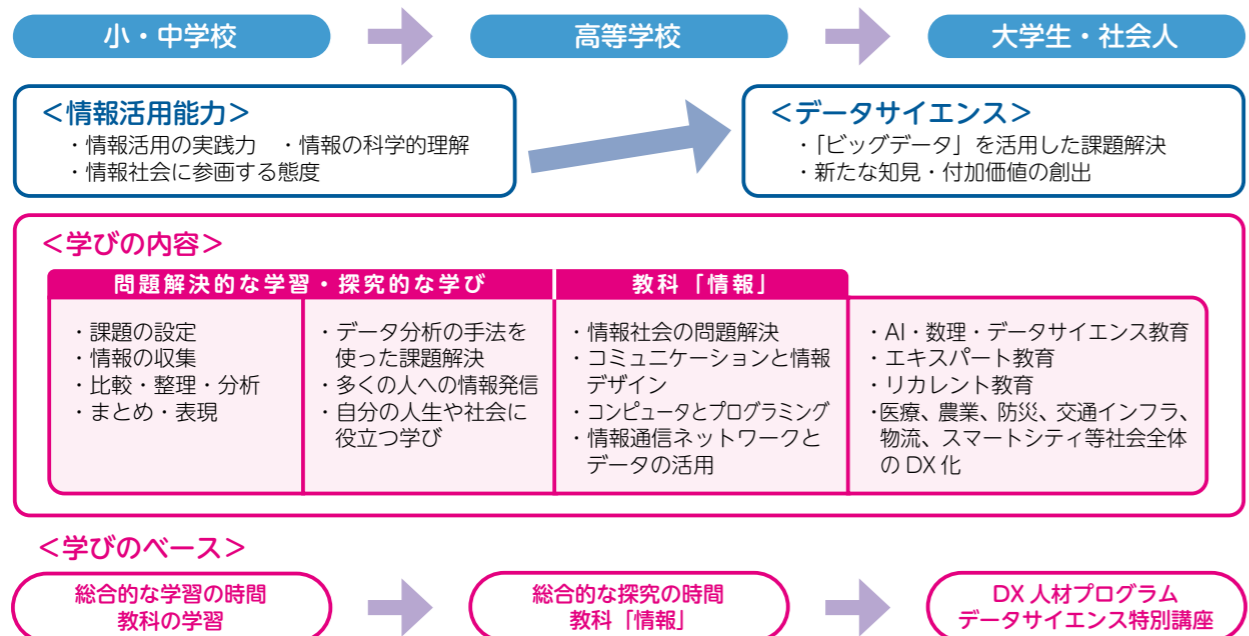 小・中学校
高等学校
大学生・社会人
＜情報活用能力＞
・情報活用の実践力　・情報の科学的理解
・情報社会に参画する態度
＜データサイエンス＞
・「ビッグデータ」を活用した課題解決
・新たな知見・付加価値の創出
＜学びの内容＞
問題解決的な学習・探究的な学び
・課題の設定
・情報の収集
・比較・整理・分析
・まとめ・表現
・データ分析の手法を
使った課題解決
・多くの人への情報発信
・自分の人生や社会に
役立つ学び
教科「情報」
・情報社会の問題解決
・コミュニケーションと情報
デザイン
・コンピュータとプログラミング
・情報通信ネットワークと
データの活用
・AI・数理・データサイエンス教育
・エキスパート教育
・リカレント教育
・医療、農業、防災、交通インフラ、
物流、スマートシティ等社会全体
の DX 化
＜学びのベース＞
総合的な学習の時間
教科の学習
総合的な探究の時間
教科「情報」
DX 人材プログラム
データサイエンス特別講座